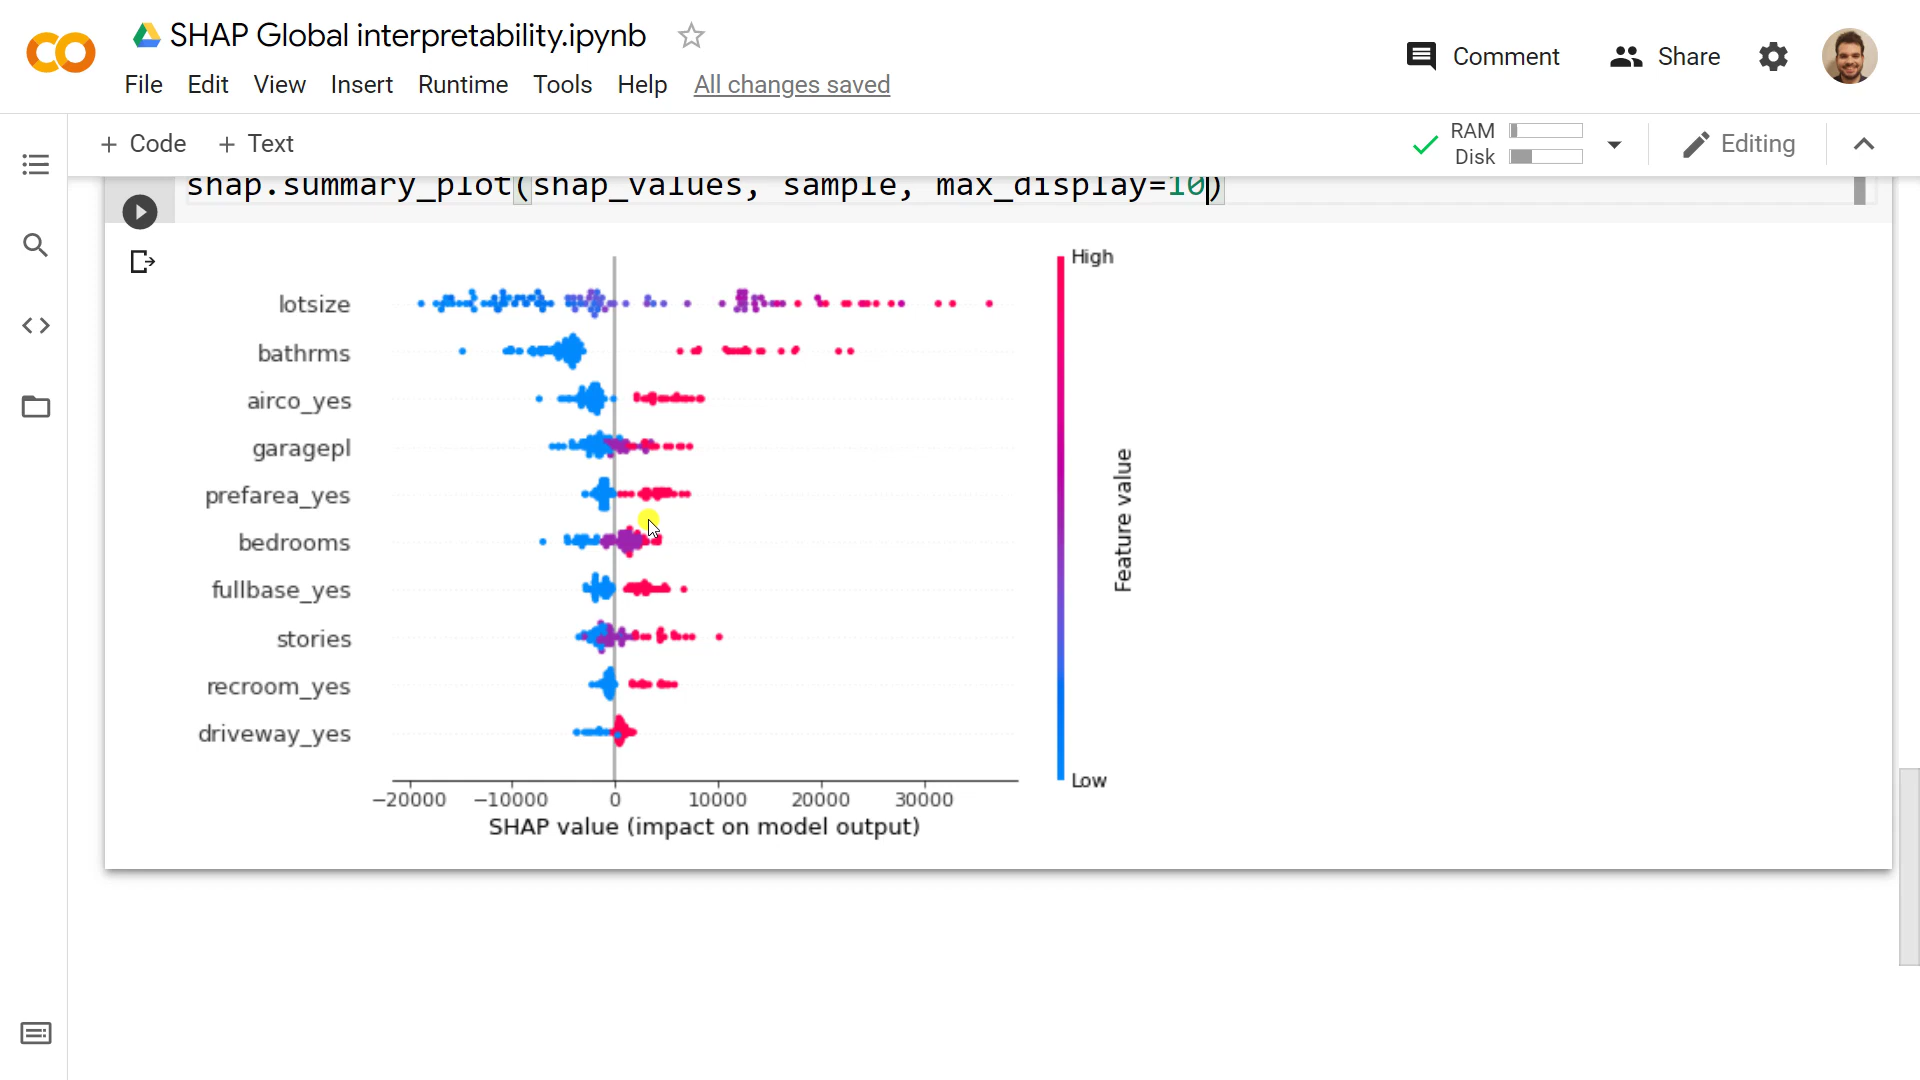 SHAP Global interpretability.ipynb
Comment
Share
File Edit View Insert Runtime Tools Help All changes saved
+ Code + Text
RAM
Disk
Editing
shap.summary_plot(shap_values, sample, max_display=10)
High
lotsize
bathrms
airco_yes
garagepl
prefarea_yes
bedrooms
fullbase_yes
stories
recroom_yes
driveway_yes
Feature value
Low
−20000 −10000 0 10000 20000 30000
SHAP value (impact on model output)